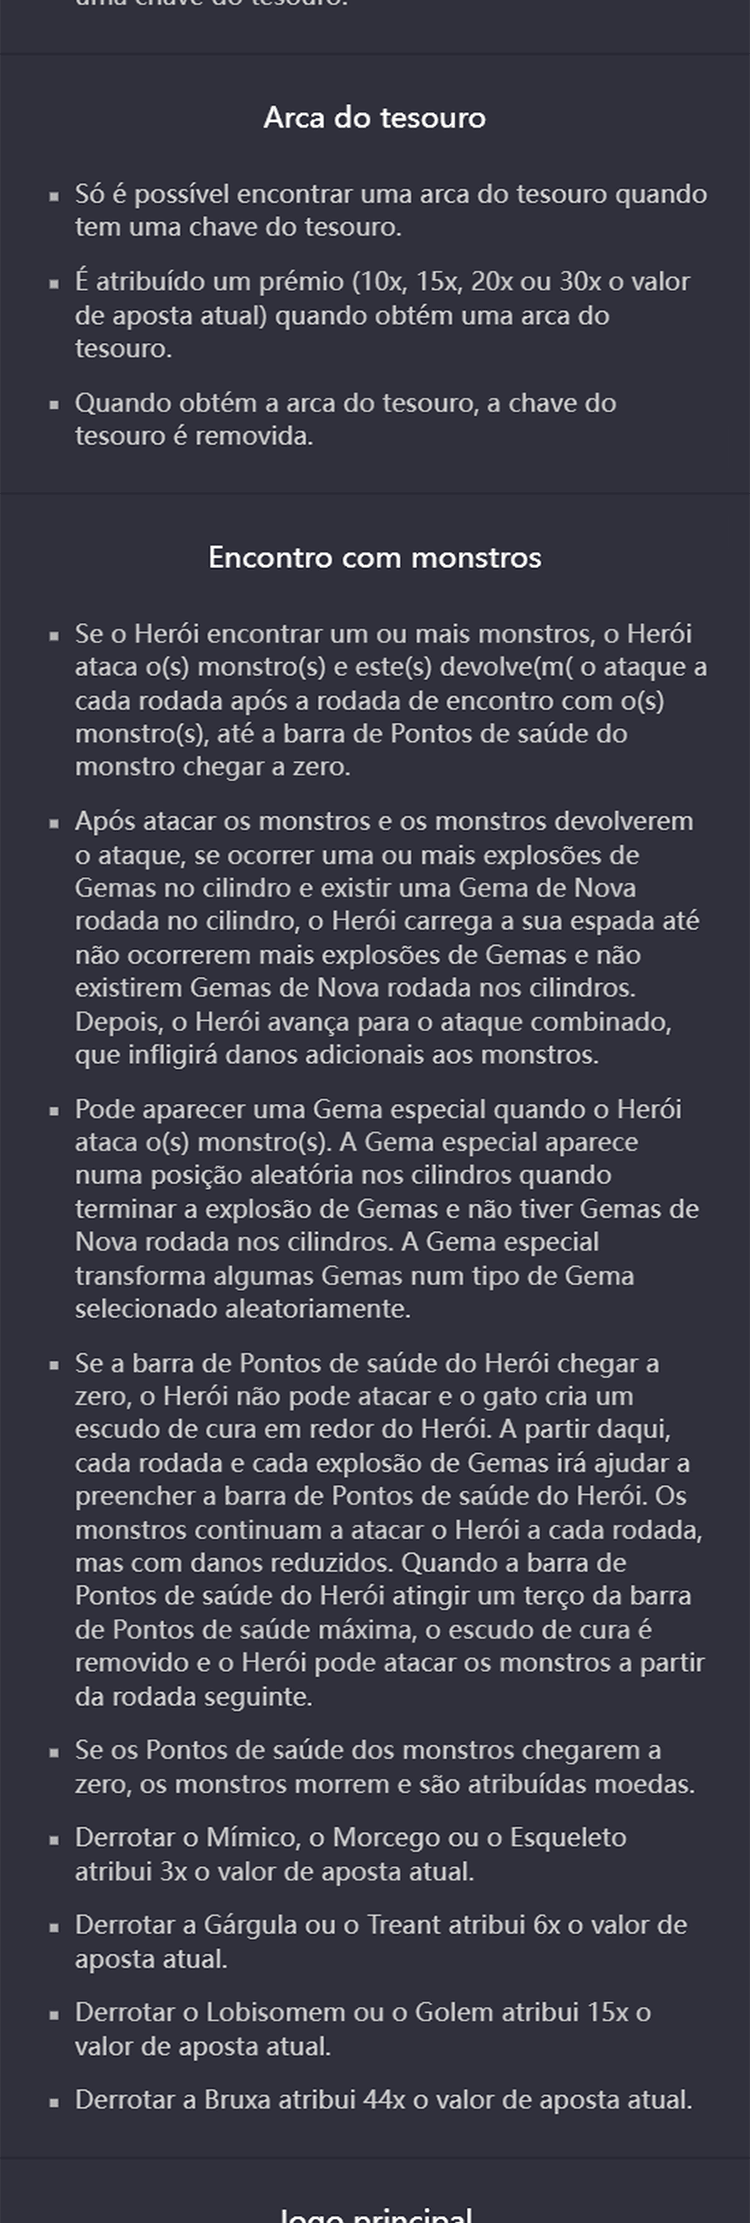 uma chave do tesouro.
Arca do tesouro
▪ Só é possível encontrar uma arca do tesouro quando
tem uma chave do tesouro.
▪ É atribuído um prémio (10x, 15x, 20x ou 30x o valor
de aposta atual) quando obtém uma arca do
tesouro.
▪ Quando obtém a arca do tesouro, a chave do
tesouro é removida.
Encontro com monstros
▪ Se o Herói encontrar um ou mais monstros, o Herói
ataca o(s) monstro(s) e este(s) devolve(m( o ataque a
cada rodada após a rodada de encontro com o(s)
monstro(s), até a barra de Pontos de saúde do
monstro chegar a zero.
▪ Após atacar os monstros e os monstros devolverem
o ataque, se ocorrer uma ou mais explosões de
Gemas no cilindro e existir uma Gema de Nova
rodada no cilindro, o Herói carrega a sua espada até
não ocorrerem mais explosões de Gemas e não
existirem Gemas de Nova rodada nos cilindros.
Depois, o Herói avança para o ataque combinado,
que infligirá danos adicionais aos monstros.
▪ Pode aparecer uma Gema especial quando o Herói
ataca o(s) monstro(s). A Gema especial aparece
numa posição aleatória nos cilindros quando
terminar a explosão de Gemas e não tiver Gemas de
Nova rodada nos cilindros. A Gema especial
transforma algumas Gemas num tipo de Gema
selecionado aleatoriamente.
▪ Se a barra de Pontos de saúde do Herói chegar a
zero, o Herói não pode atacar e o gato cria um
escudo de cura em redor do Herói. A partir daqui,
cada rodada e cada explosão de Gemas irá ajudar a
preencher a barra de Pontos de saúde do Herói. Os
monstros continuam a atacar o Herói a cada rodada,
mas com danos reduzidos. Quando a barra de
Pontos de saúde do Herói atingir um terço da barra
de Pontos de saúde máxima, o escudo de cura é
removido e o Herói pode atacar os monstros a partir
da rodada seguinte.
▪ Se os Pontos de saúde dos monstros chegarem a
zero, os monstros morrem e são atribuídas moedas.
▪ Derrotar o Mímico, o Morcego ou o Esqueleto
atribui 3x o valor de aposta atual.
▪ Derrotar a Gárgula ou o Treant atribui 6x o valor de
aposta atual.
▪ Derrotar o Lobisomem ou o Golem atribui 15x o
valor de aposta atual.
▪ Derrotar a Bruxa atribui 44x o valor de aposta atual.
Jogo principal